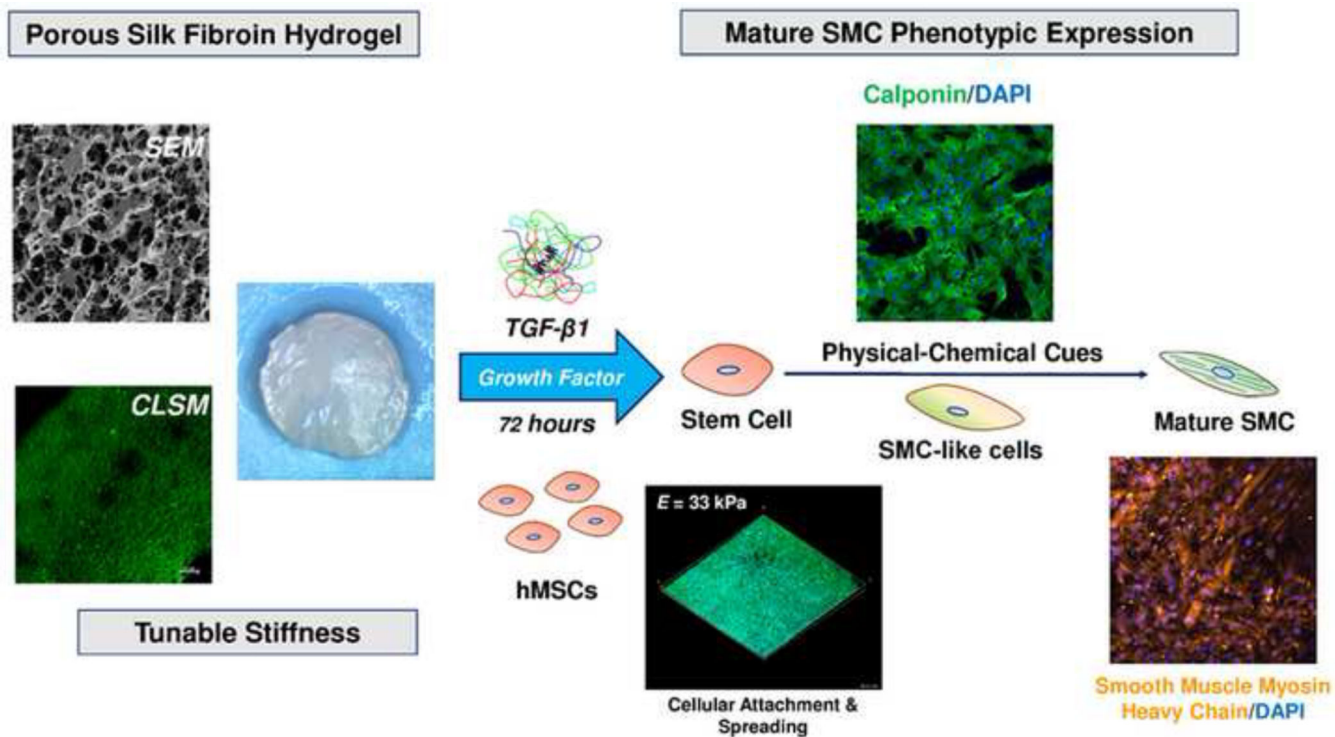 Porous Silk Fibroin Hydrogel
Mature SMC Phenotypic Expression
Calponin/DAPI
SEM
TGF-β1
Growth Factor
72 hours
CLSM
Physical-Chemical Cues
Stem Cell
SMC-like cells
Mature SMC
E = 33 kPa
hMSCs
Tunable Stiffness
Cellular Attachment &
Spreading
Smooth Muscle Myosin
Heavy Chain/DAPI